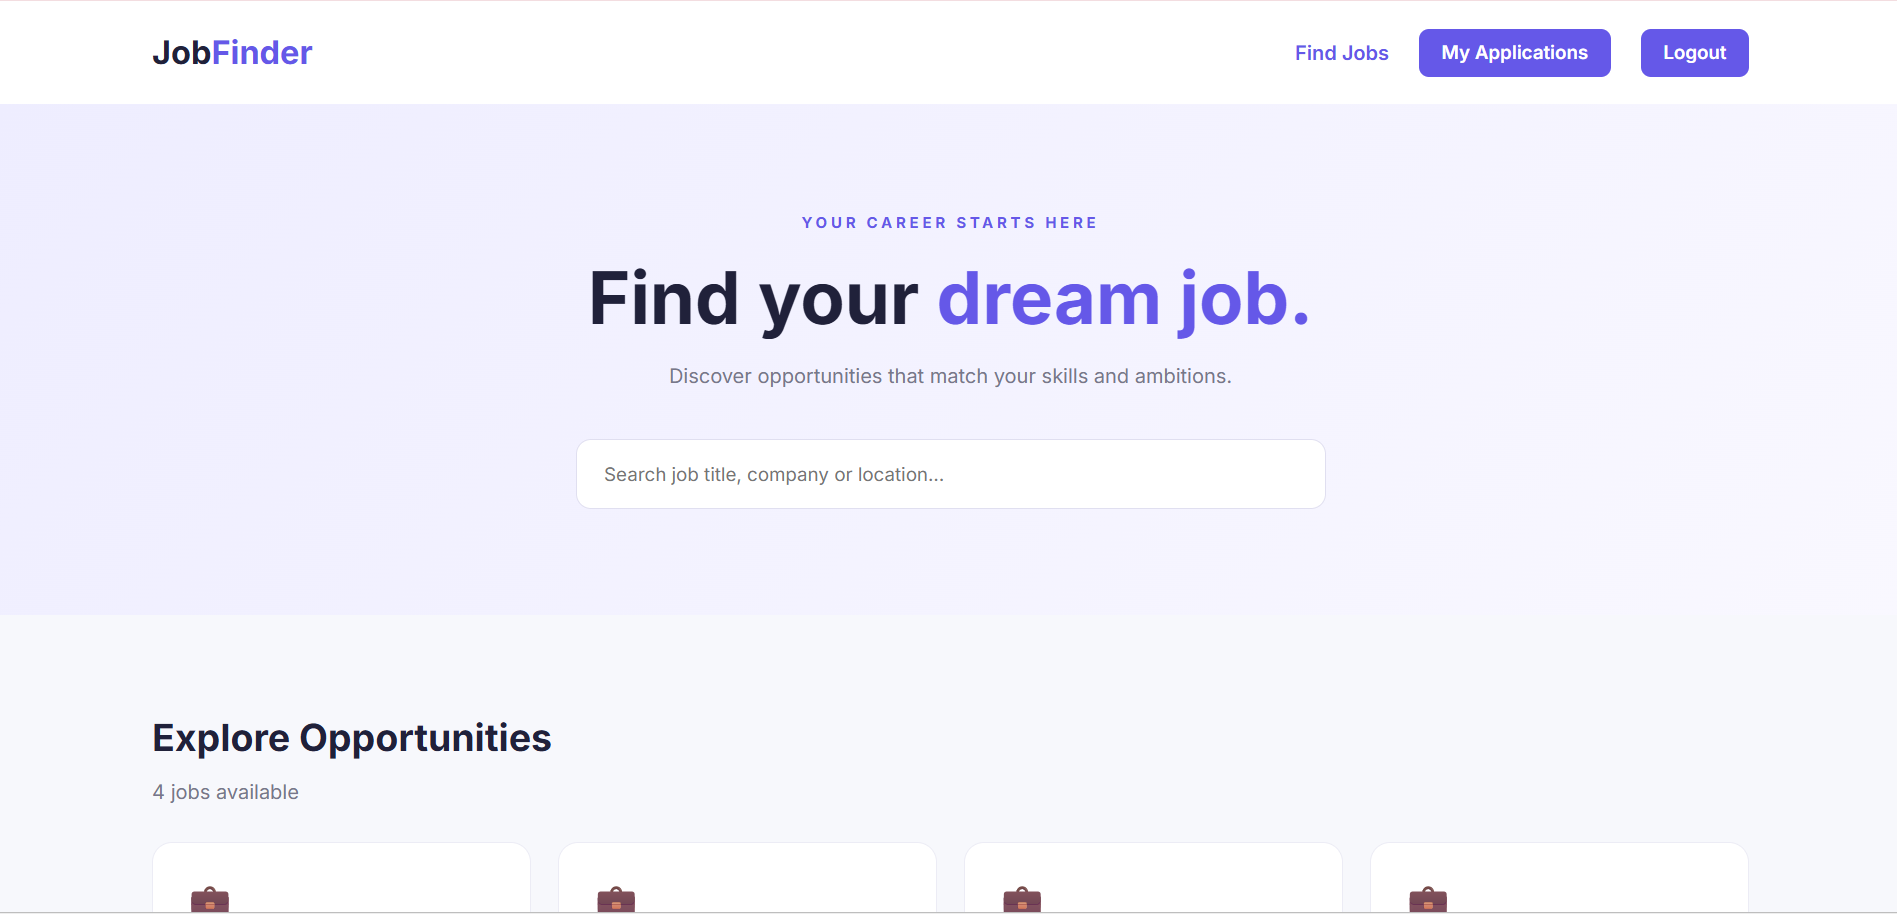 JobFinder
Find Jobs
My Applications
Logout
YOUR CAREER STARTS HERE
Find your dream job.
Discover opportunities that match your skills and ambitions.
Search job title, company or location...
Explore Opportunities
4 jobs available